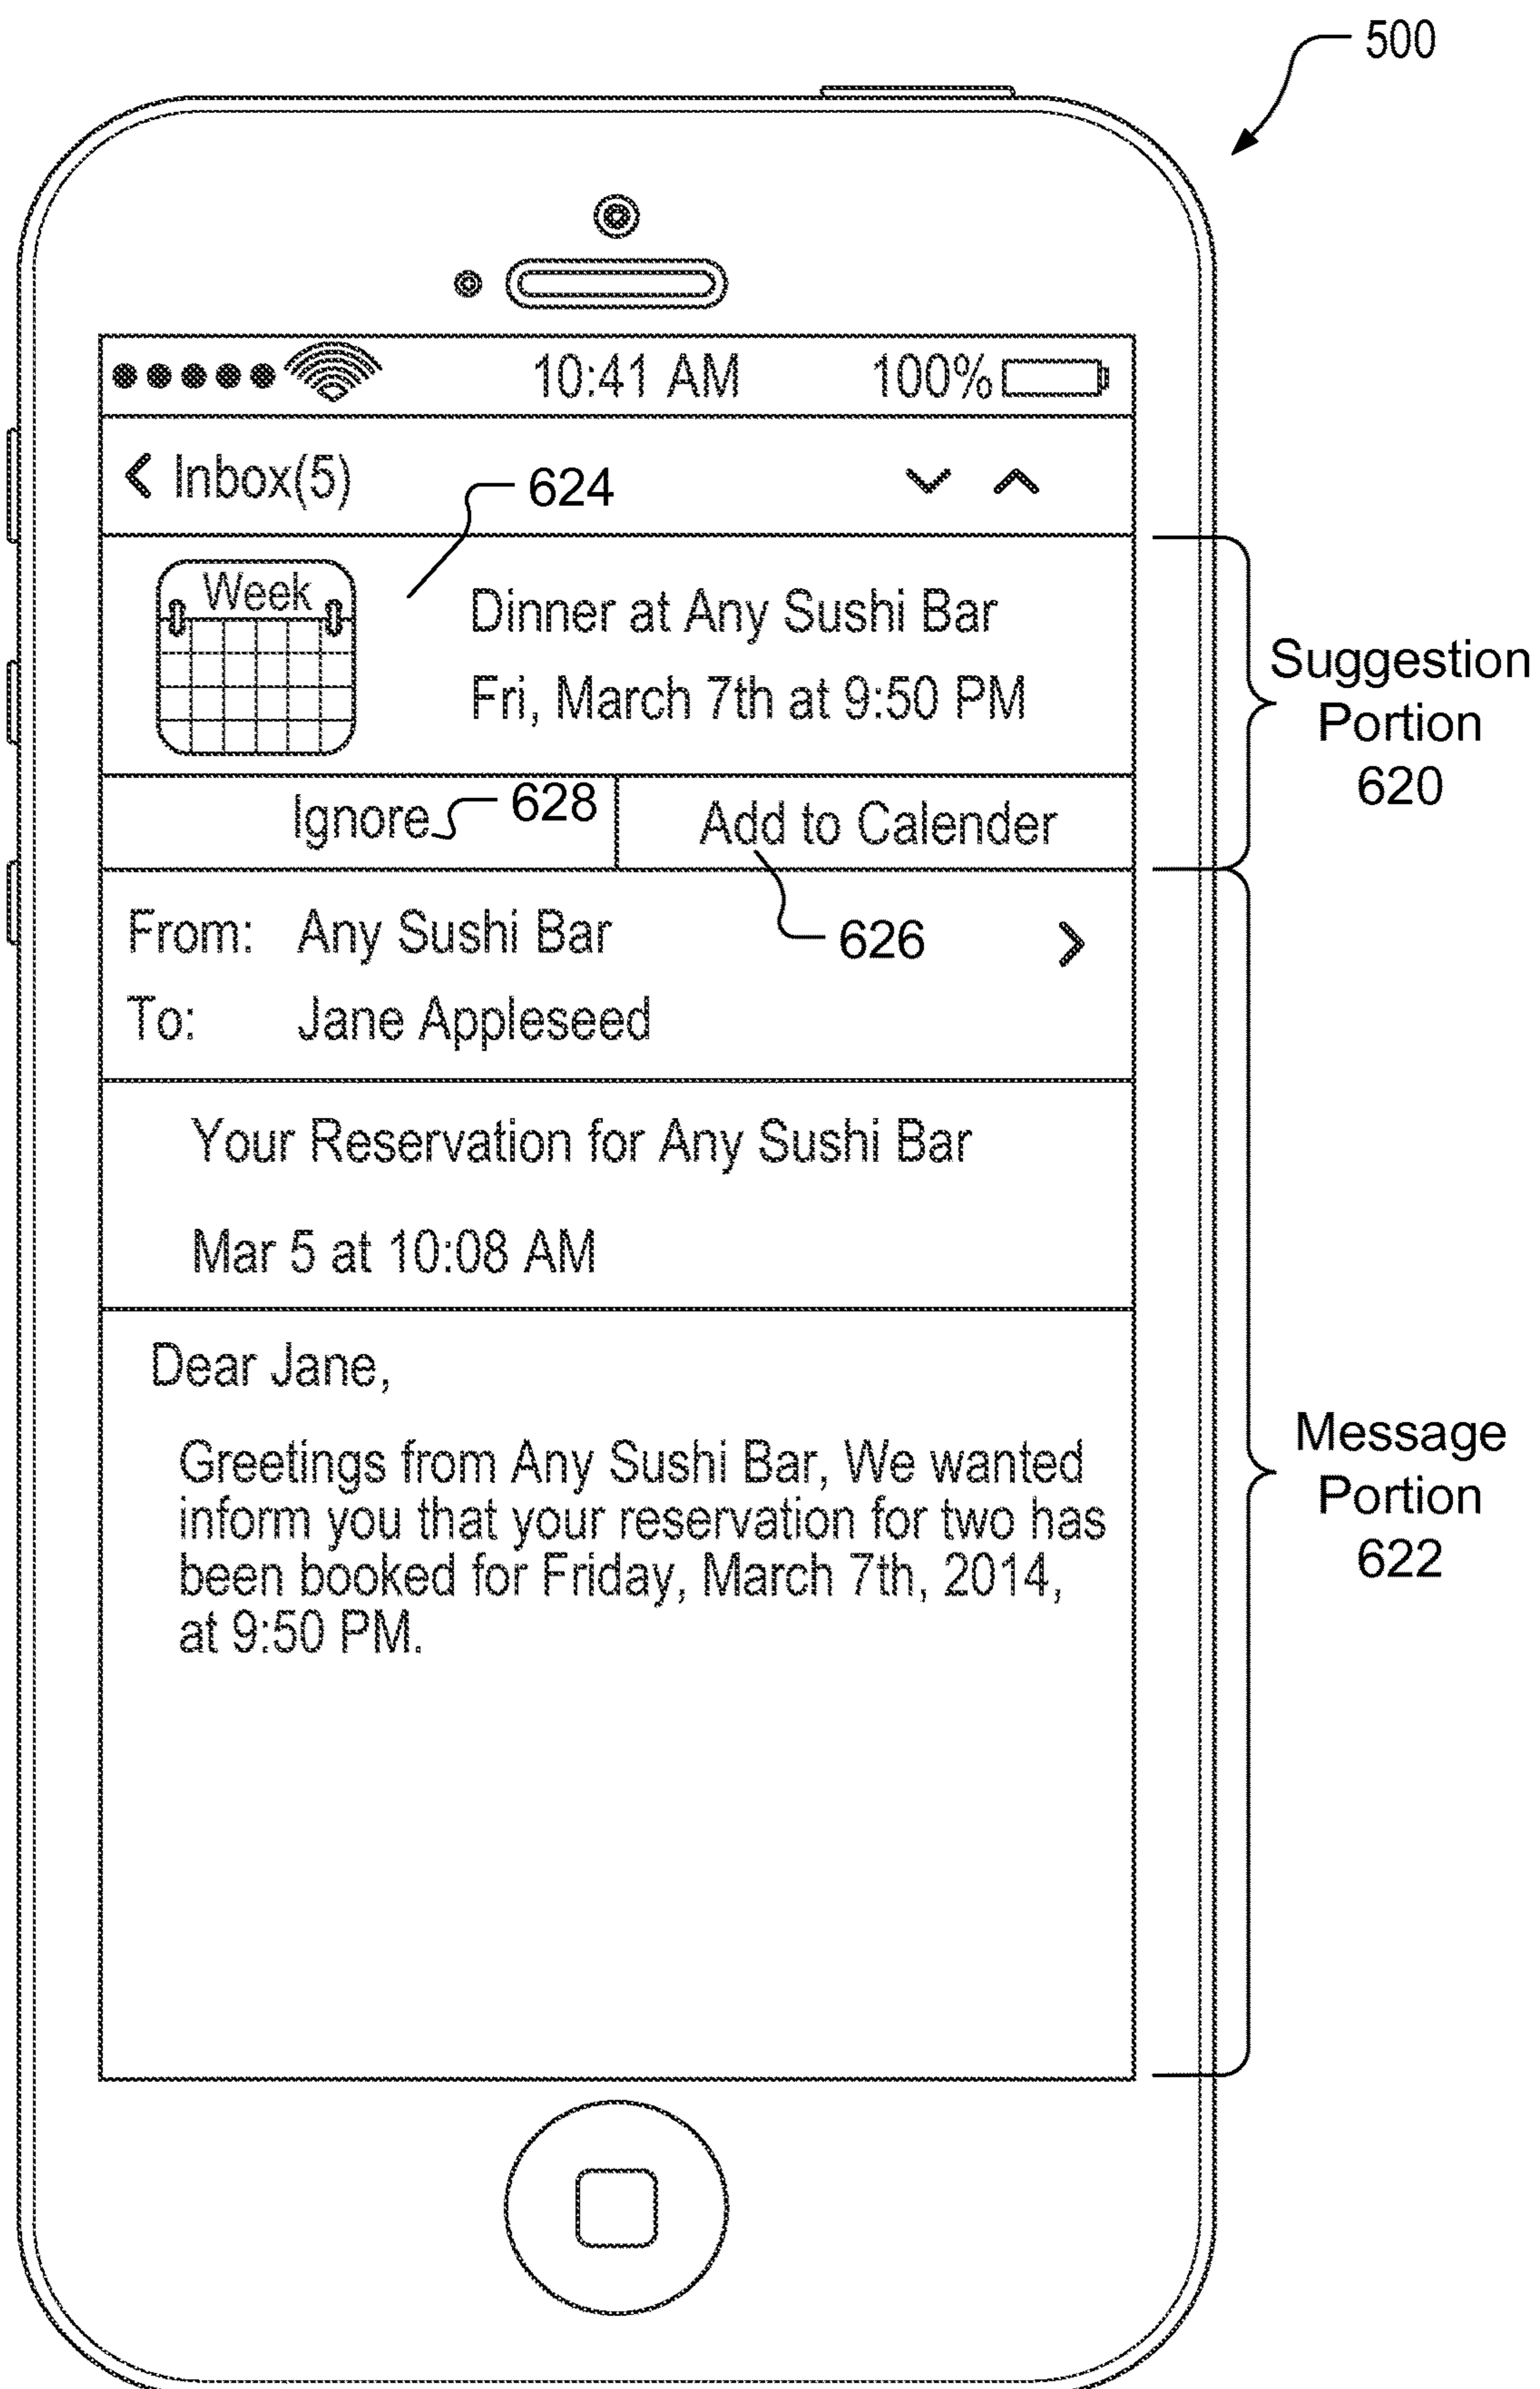 500
10:41 AM 100%
Inbox(5)
624
Week
Dinner at Any Sushi Bar
Fri, March 7th at 9:50 PM
Suggestion
Portion
620
Ignore 628
Add to Calender
626
From: Any Sushi Bar
To: Jane Appleseed
Your Reservation for Any Sushi Bar
Mar 5 at 10:08 AM
Dear Jane,
Greetings from Any Sushi Bar, We wanted
inform you that your reservation for two has
been booked for Friday, March 7th, 2014,
at 9:50 PM.
Message
Portion
622